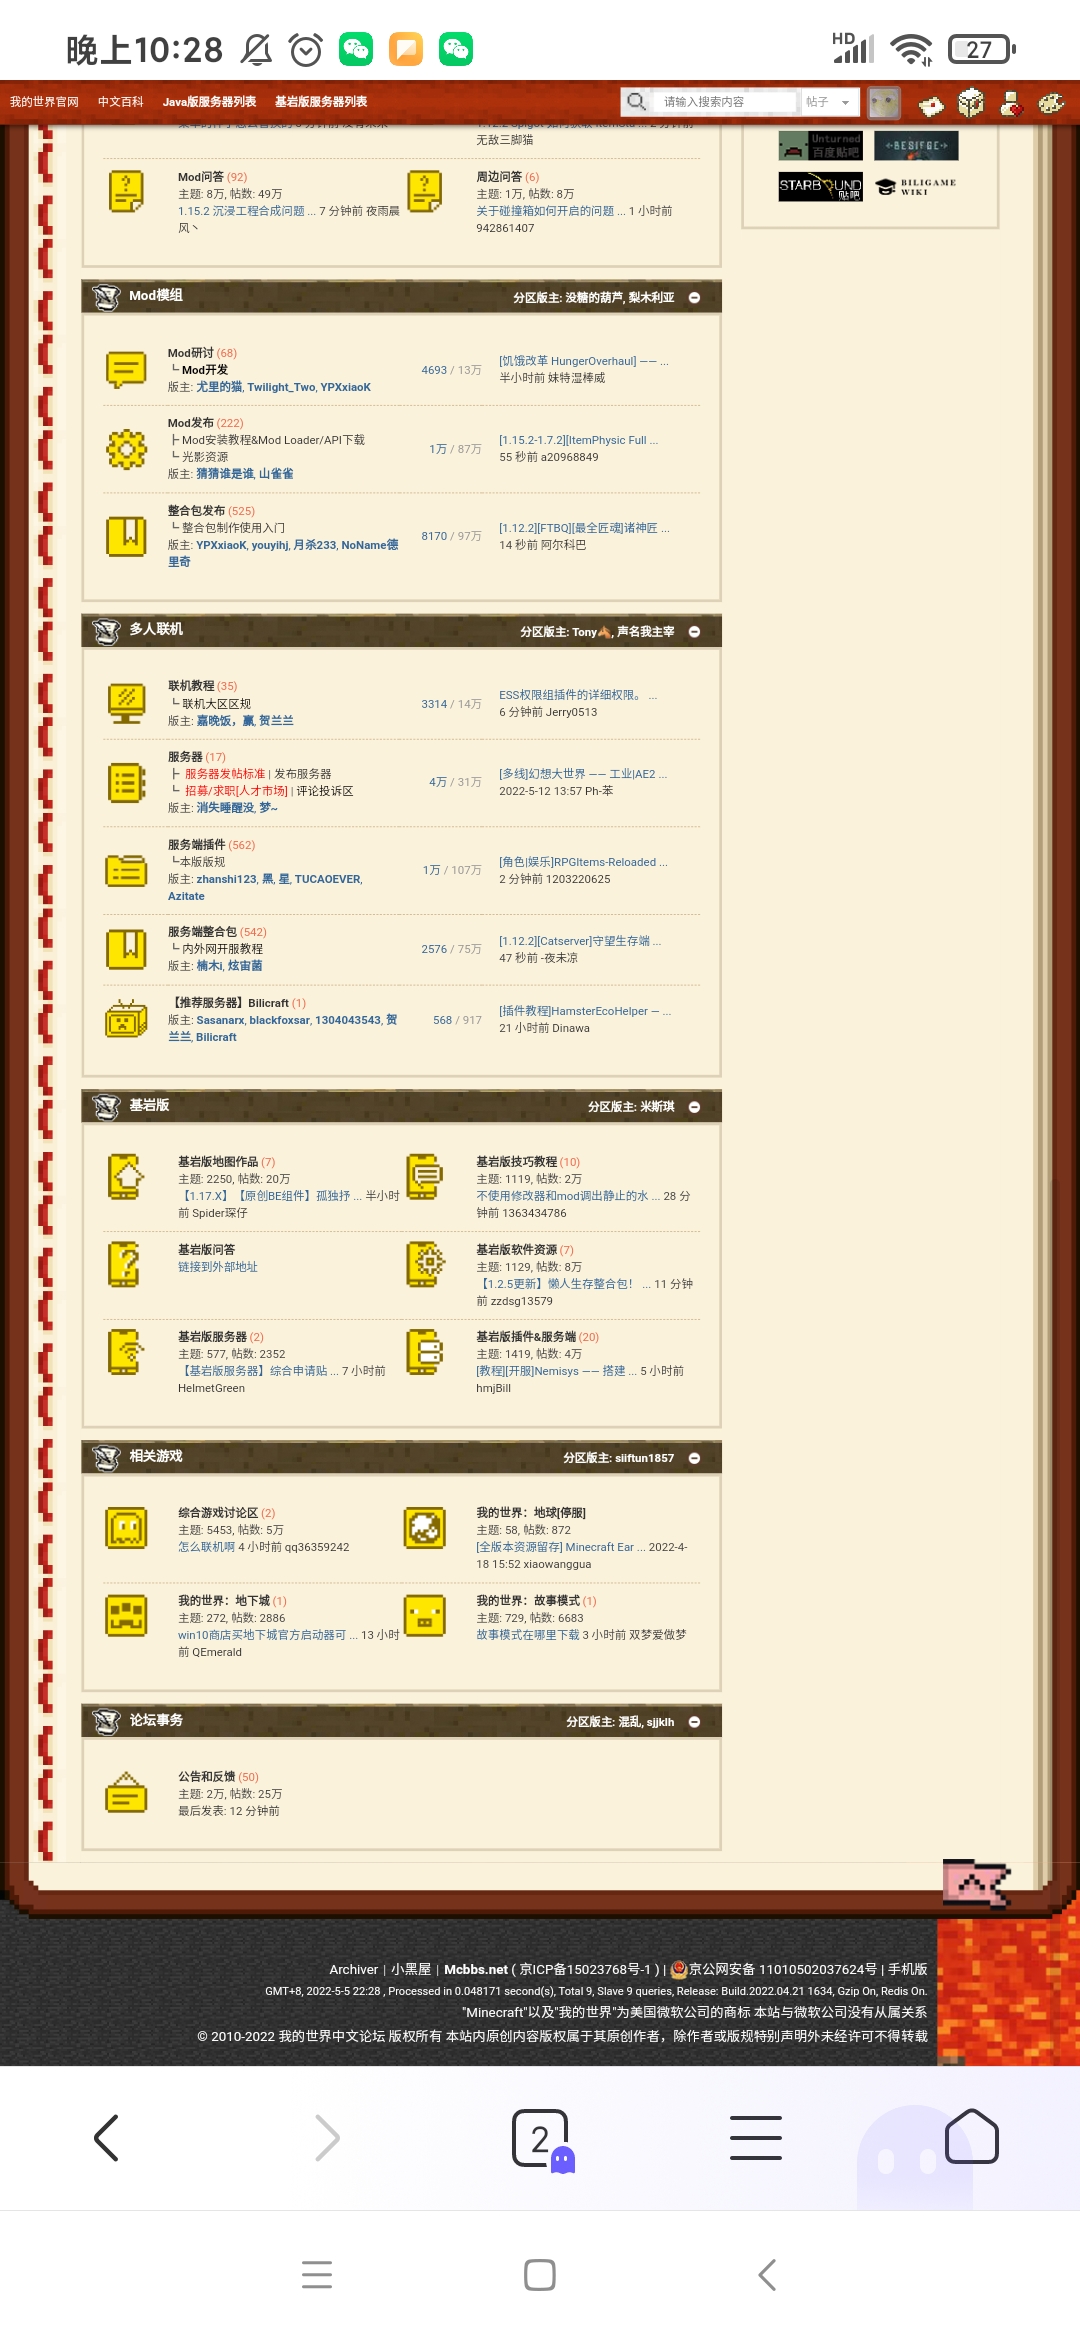 晚上10:28
HD
27
我的世界官网 中文百科 Java版服务器列表 基岩版服务器列表 请输入搜索内容 帖子
无敌三脚猫
Unturned
百度贴吧
BESIEGE
STARBOUND
贴吧
BILIGAME
WIKI
Mod问答 (92)
主题: 8万, 帖数: 49万
1.15.2 沉浸工程合成问题 ... 7 分钟前 夜雨晨
风丶
周边问答 (6)
主题: 1万, 帖数: 8万
关于碰撞箱如何开启的问题 ... 1 小时前
942861407
Mod模组
分区版主: 没糖的葫芦, 梨木利亚
Mod研讨 (68)
┗ Mod开发
版主: 尤里的猫, Twilight_Two, YPXxiaoK
4693 / 13万
[饥饿改革 HungerOverhaul] —— ...
半小时前 妹特湿棒威
Mod发布 (222)
┣ Mod安装教程&Mod Loader/API下载
┗ 光影资源
版主: 猜猜谁是谁, 山雀雀
1万 / 87万
[1.15.2-1.7.2][ItemPhysic Full ...
55 秒前 a20968849
整合包发布 (525)
┗ 整合包制作使用入门
版主: YPXxiaoK, youyihj, 月杀233, NoName德
里奇
8170 / 97万
[1.12.2][FTBQ][最全匠魂]诸神匠 ...
14 秒前 阿尔科巴
多人联机
分区版主: Tony🐴, 声名我主宰
联机教程 (35)
┗ 联机大区区规
版主: 嘉晚饭，赢, 贺兰兰
3314 / 14万
ESS权限组插件的详细权限。 ...
6 分钟前 Jerry0513
服务器 (17)
┣ 服务器发帖标准 | 发布服务器
┗ 招募/求职[人才市场] | 评论投诉区
版主: 消失睡醒没, 梦~
4万 / 31万
[多线]幻想大世界 —— 工业|AE2 ...
2022-5-12 13:57 Ph-苯
服务端插件 (562)
┗本版版规
版主: zhanshi123, 黑, 星, TUCAOEVER,
Azitate
1万 / 107万
[角色|娱乐]RPGItems-Reloaded ...
2 分钟前 1203220625
服务端整合包 (542)
┗ 内外网开服教程
版主: 楠木i, 炫宙菌
2576 / 75万
[1.12.2][Catserver]守望生存端 ...
47 秒前 -夜未凉
【推荐服务器】Bilicraft (1)
版主: Sasanarx, blackfoxsar, 1304043543, 贺
兰兰, Bilicraft
568 / 917
[插件教程]HamsterEcoHelper — ...
21 小时前 Dinawa
基岩版
分区版主: 米斯琪
基岩版地图作品 (7)
主题: 2250, 帖数: 20万
【1.17.X】【原创BE组件】孤独抒 ... 半小时
前 Spider琛仔
基岩版技巧教程 (10)
主题: 1119, 帖数: 2万
不使用修改器和mod调出静止的水 ... 28 分
钟前 1363434786
基岩版问答
链接到外部地址
基岩版软件资源 (7)
主题: 1129, 帖数: 8万
【1.2.5更新】懒人生存整合包！ ... 11 分钟
前 zzdsg13579
基岩版服务器 (2)
主题: 577, 帖数: 2352
【基岩版服务器】综合申请贴 ... 7 小时前
HelmetGreen
基岩版插件&服务端 (20)
主题: 1419, 帖数: 4万
[教程][开服]Nemisys —— 搭建 ... 5 小时前
hmjBill
相关游戏
分区版主: siiftun1857
综合游戏讨论区 (2)
主题: 5453, 帖数: 5万
怎么联机啊 4 小时前 qq36359242
我的世界：地球[停服]
主题: 58, 帖数: 872
[全版本资源留存] Minecraft Ear ... 2022-4-
18 15:52 xiaowanggua
我的世界：地下城 (1)
主题: 272, 帖数: 2886
win10商店买地下城官方启动器可 ... 13 小时
前 QEmerald
我的世界：故事模式 (1)
主题: 729, 帖数: 6683
故事模式在哪里下载 3 小时前 双梦爱做梦
论坛事务
分区版主: 混乱, sjjklh
公告和反馈 (50)
主题: 2万, 帖数: 25万
最后发表: 12 分钟前
Archiver | 小黑屋 | Mcbbs.net ( 京ICP备15023768号-1 ) | 京公网安备 11010502037624号 | 手机版
GMT+8, 2022-5-5 22:28 , Processed in 0.048171 second(s), Total 9, Slave 9 queries, Release: Build.2022.04.21 1634, Gzip On, Redis On.
"Minecraft"以及"我的世界"为美国微软公司的商标 本站与微软公司没有从属关系
© 2010-2022 我的世界中文论坛 版权所有 本站内原创内容版权属于其原创作者，除作者或版规特别声明外未经许可不得转载
2